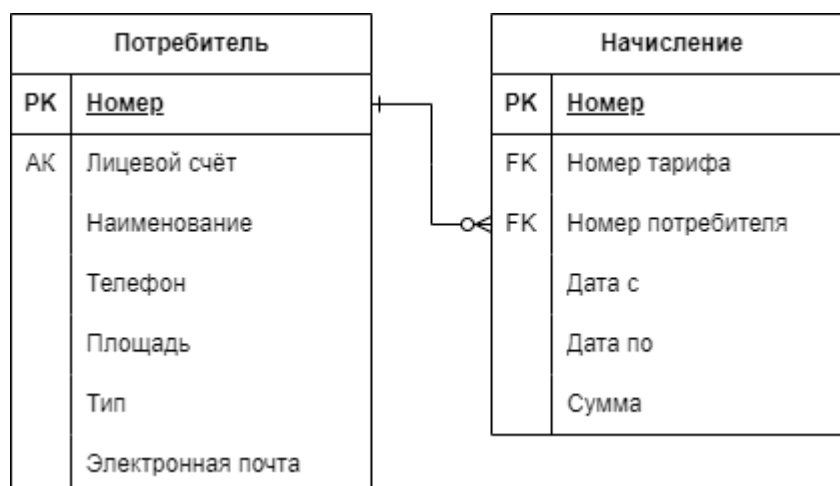 Потребитель
PK Номер
АК Лицевой счёт
Наименование
Телефон
Площадь
Тип
Электронная почта
Начисление
PK Номер
FK Номер тарифа
FK Номер потребителя
Дата с
Дата по
Сумма